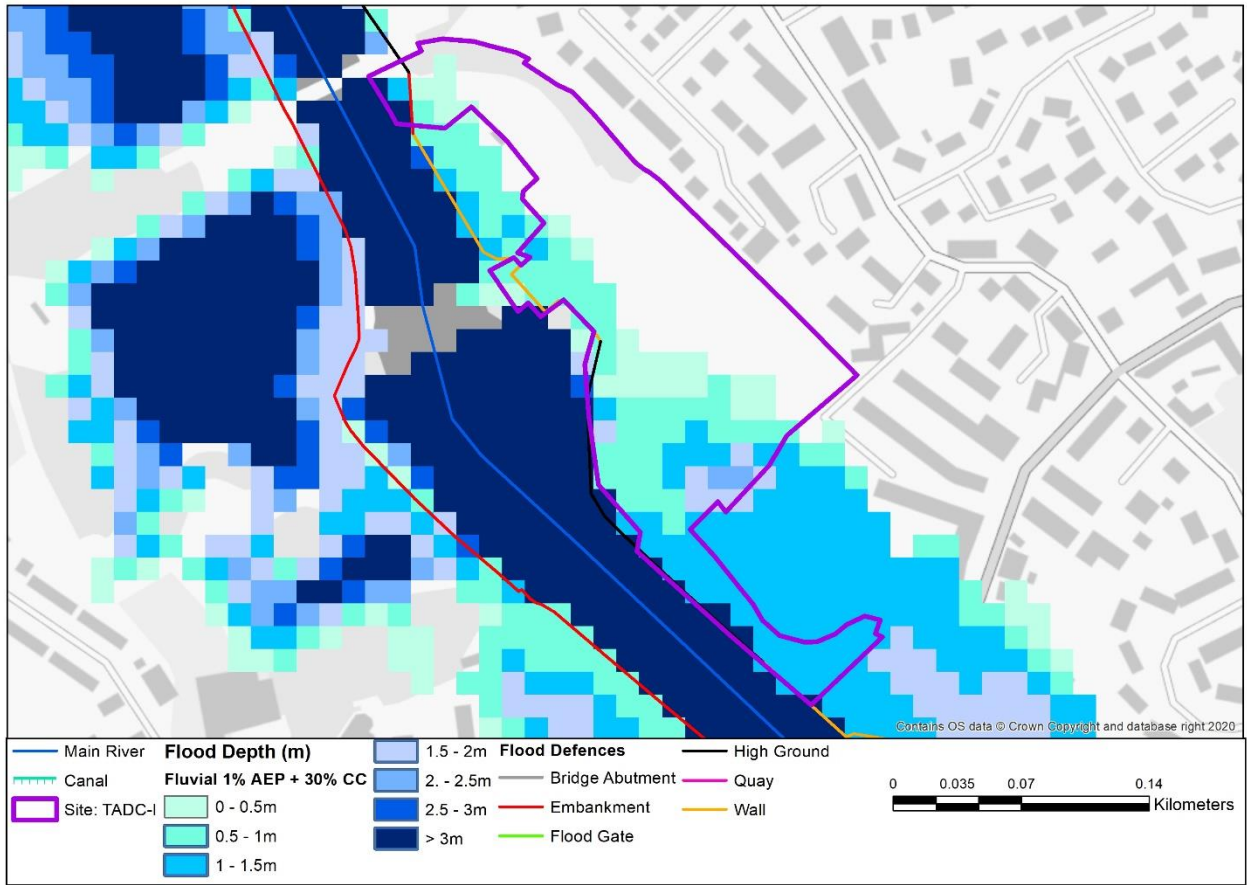 Contains OS data © Crown Copyright and database right 2020
Main River
Canal
Site: TADC-I
Flood Depth (m)
Fluvial 1% AEP + 30% CC
0 - 0.5m
0.5 - 1m
1 - 1.5m
1.5 - 2m
2. - 2.5m
2.5 - 3m
> 3m
Flood Defences
Bridge Abutment
Embankment
Flood Gate
High Ground
Quay
Wall
0 0.035 0.07 0.14
Kilometers